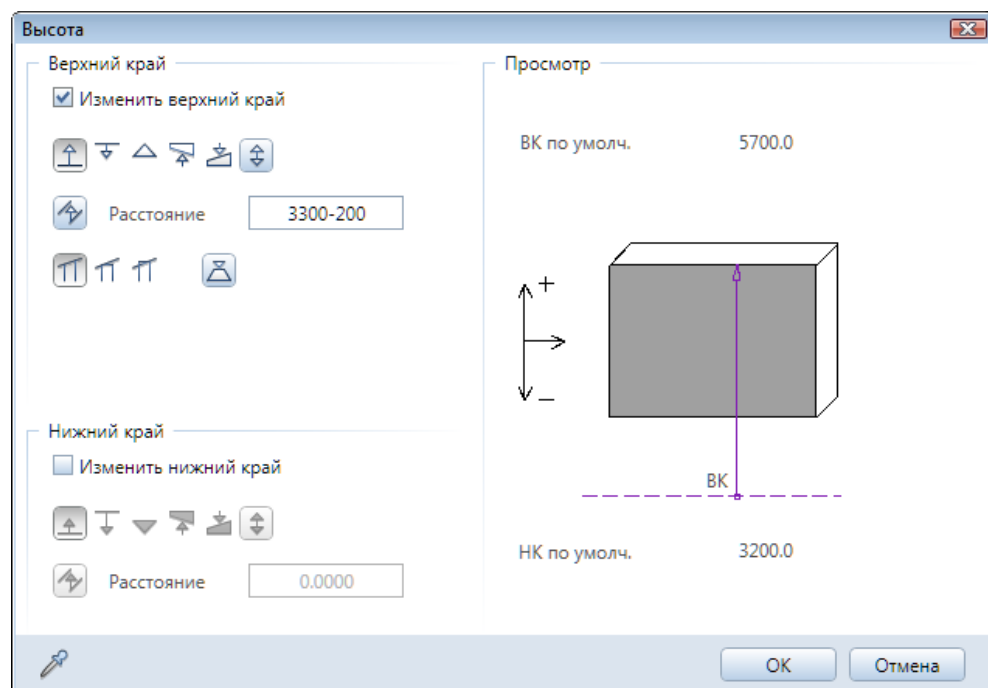 Высота
Верхний край
Изменить верхний край
Расстояние 3300-200
Нижний край
Изменить нижний край
Расстояние 0.0000
Просмотр
ВК по умолч. 5700.0
+
–
ВК
НК по умолч. 3200.0
OK Отмена